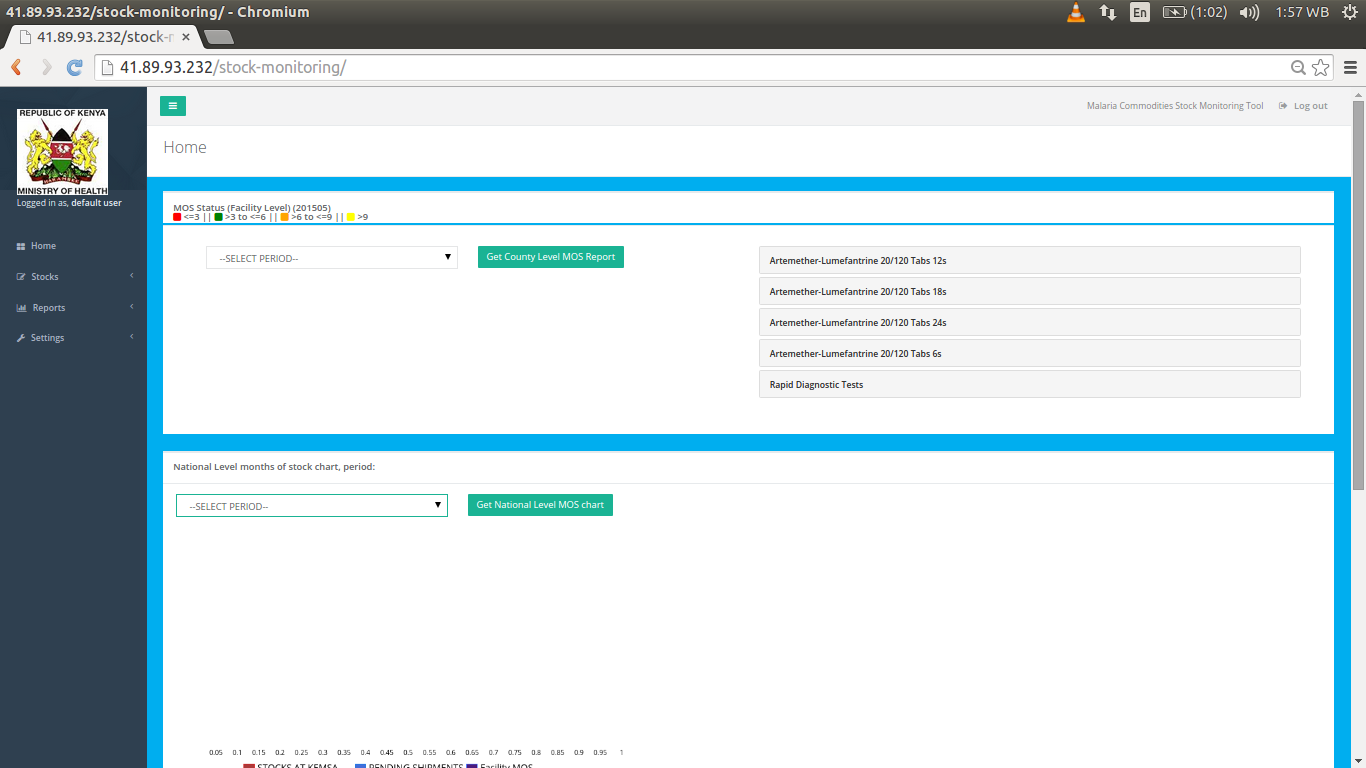 41.89.93.232/stock-monitoring/ - Chromium
En (1:02) 1:57 WB
41.89.93.232/stock-r
41.89.93.232/stock-monitoring/
REPUBLIC OF KENYA
MINISTRY OF HEALTH
Logged in as, default user
Home
Stocks
Reports
Settings
Malaria Commodities Stock Monitoring Tool Log out
Home
MOS Status (Facility Level) (201505)
<=3 || >3 to <=6 || >6 to <=9 || >9
--SELECT PERIOD-- Get County Level MOS Report
Artemether-Lumefantrine 20/120 Tabs 12s
Artemether-Lumefantrine 20/120 Tabs 18s
Artemether-Lumefantrine 20/120 Tabs 24s
Artemether-Lumefantrine 20/120 Tabs 6s
Rapid Diagnostic Tests
National Level months of stock chart, period:
--SELECT PERIOD-- Get National Level MOS chart
0.05 0.1 0.15 0.2 0.25 0.3 0.35 0.4 0.45 0.5 0.55 0.6 0.65 0.7 0.75 0.8 0.85 0.9 0.95 1
STOCKS AT KEMSA PENDING SHIPMENTS Facility MOS